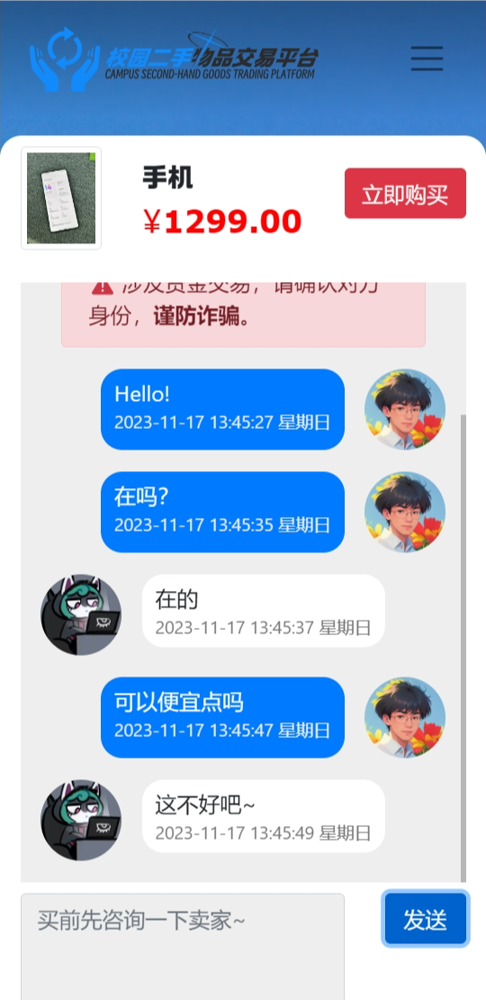 校园二手物品交易平台
CAMPUS SECOND-HAND GOODS TRADING PLATFORM
手机
立即购买
￥1299.00
涉及资金交易，请确认对方
身份，谨防诈骗。
Hello!
2023-11-17 13:45:27 星期日
在吗？
2023-11-17 13:45:35 星期日
在的
2023-11-17 13:45:37 星期日
可以便宜点吗
2023-11-17 13:45:47 星期日
这不好吧~
2023-11-17 13:45:49 星期日
买前先咨询一下卖家~
发送